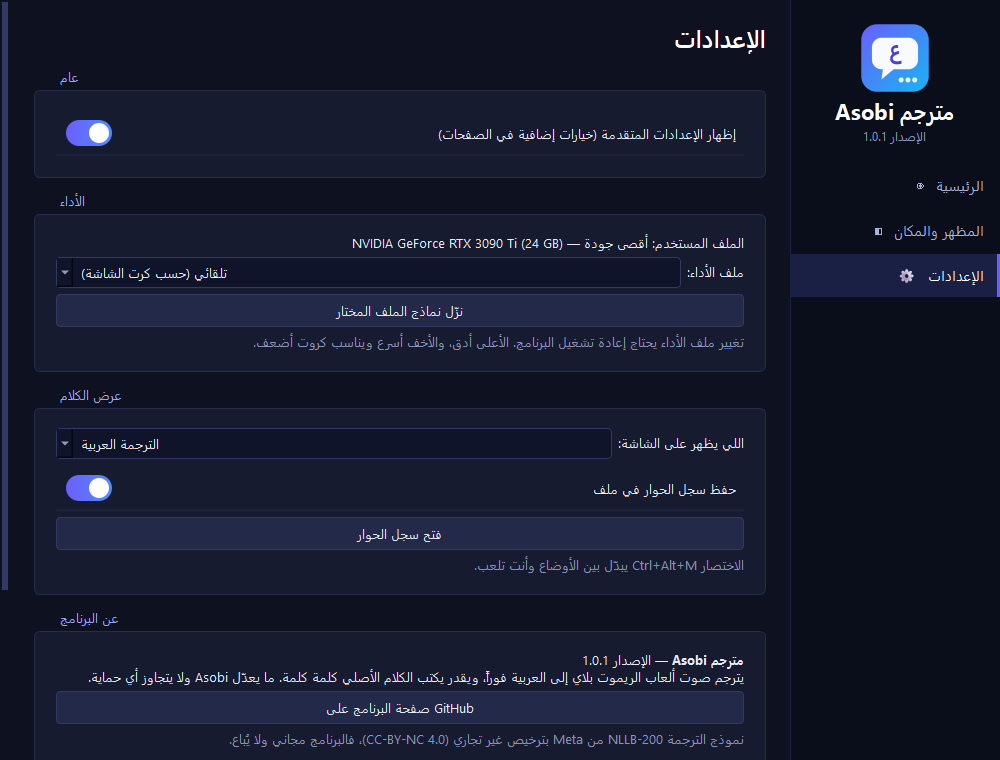 ع
مترجم Asobi
الإصدار 1.0.1
الرئيسية
المظهر والمكان
الإعدادات
الإعدادات
عام
إظهار الإعدادات المتقدمة (خيارات إضافية في الصفحات)
الأداء
الملف المستخدم: أقصى جودة — NVIDIA GeForce RTX 3090 Ti (24 GB)
ملف الأداء:
تلقائي (حسب كرت الشاشة)
نزّل نماذج الملف المختار
تغيير ملف الأداء يحتاج إعادة تشغيل البرنامج. الأعلى أدق، والأخف أسرع ويناسب كروت أضعف.
عرض الكلام
اللي يظهر على الشاشة:
الترجمة العربية
حفظ سجل الحوار في ملف
فتح سجل الحوار
الاختصار Ctrl+Alt+M يبدّل بين الأوضاع وأنت تلعب.
عن البرنامج
مترجم Asobi — الإصدار 1.0.1
يترجم صوت ألعاب الريموت بلاي إلى العربية فوراً، ويقدر يكتب الكلام الأصلي كلمة كلمة. ما يعدّل Asobi ولا يتجاوز أي حماية.
صفحة البرنامج على GitHub
نموذج الترجمة NLLB-200 من Meta بترخيص غير تجاري (CC-BY-NC 4.0)، فالبرنامج مجاني ولا يُباع.